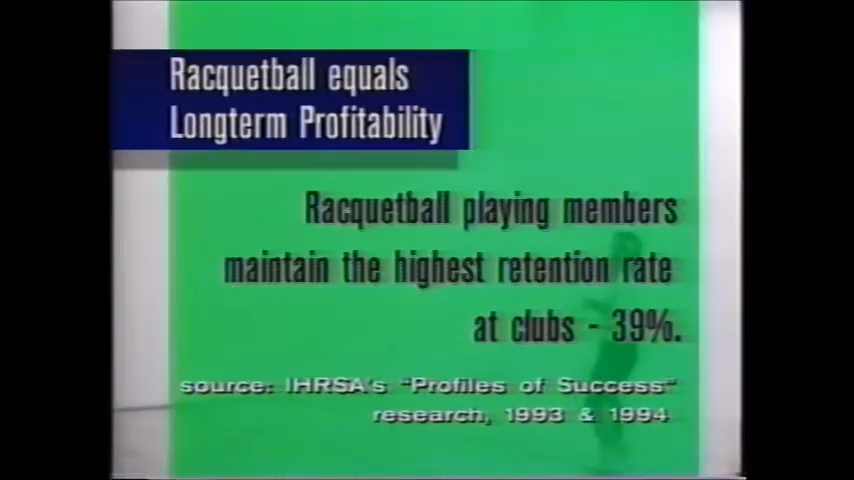 Racquetball equals
Longterm Profitability
Racquetball playing members
maintain the highest retention rate
at clubs - 39%.
source: IHRSA's "Profiles of Success"
research, 1993 & 1994